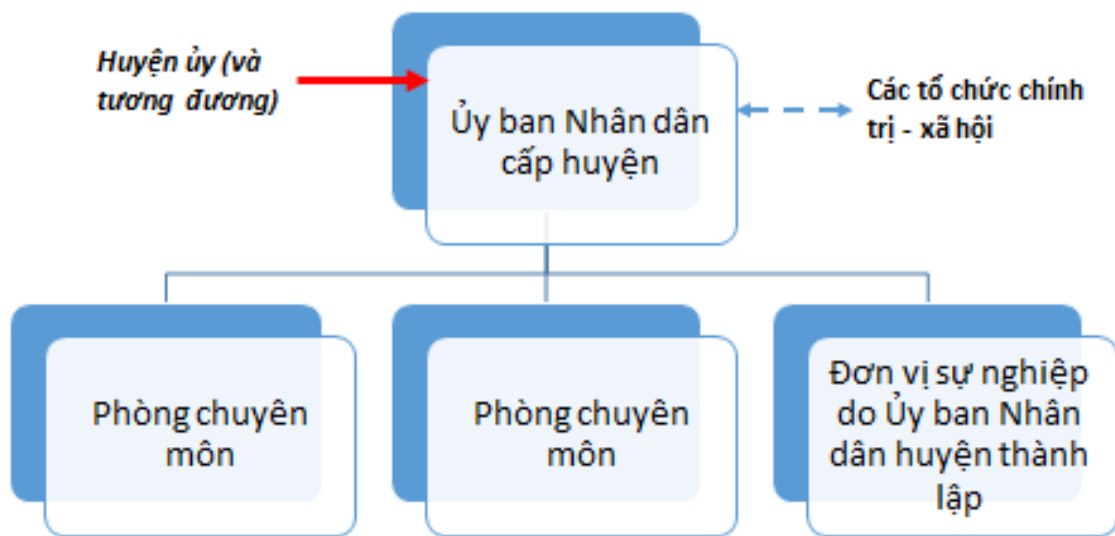 Huyện ủy (và
tương đương)
Ủy ban Nhân dân
cấp huyện
Các tổ chức chính
trị - xã hội
Phòng chuyên
môn
Phòng chuyên
môn
Đơn vị sự nghiệp
do Ủy ban Nhân
dân huyện thành
lập